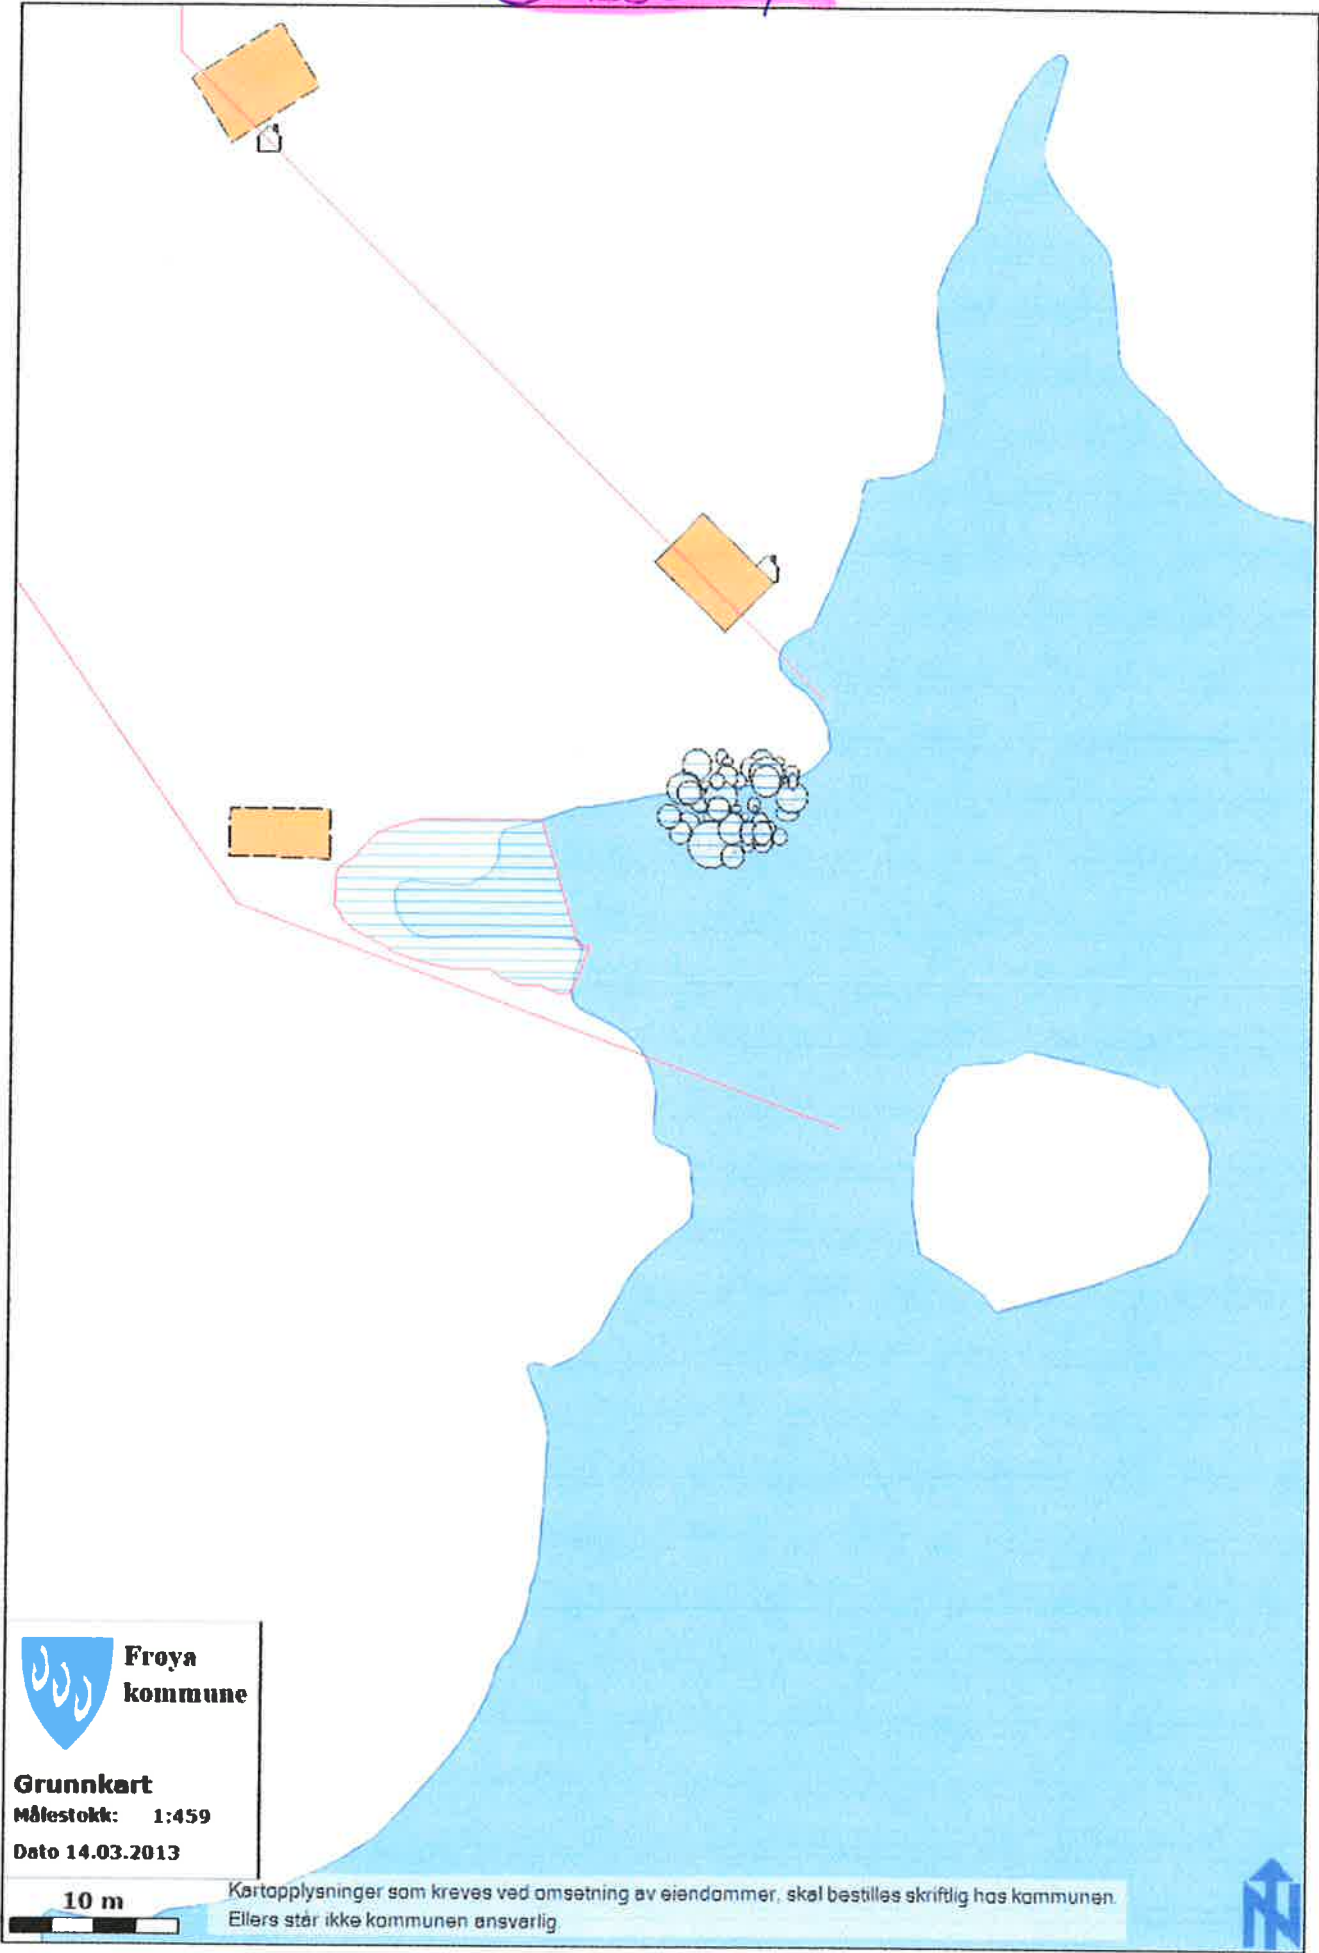 Frøya
kommune
Grunnkart
Målestokk: 1:459
Dato 14.03.2013
10 m
Kartopplysninger som kreves ved omsetning av eiendommer, skal bestilles skriftlig hos kommunen.
Ellers står ikke kommunen ansvarlig.
N